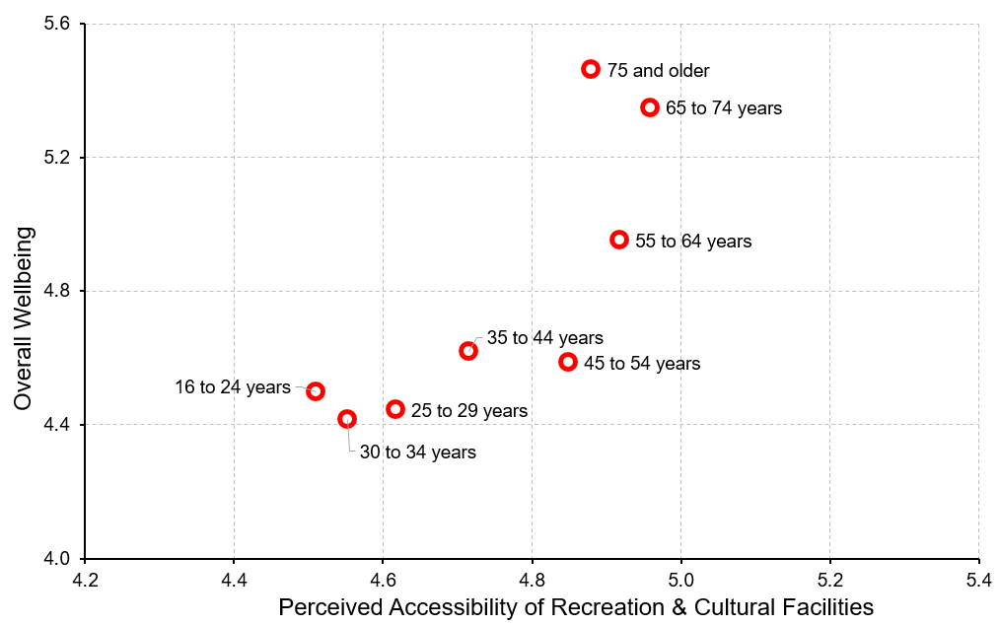 5.6
75 and older
65 to 74 years
5.2
55 to 64 years
Overall Wellbeing
4.8
35 to 44 years
45 to 54 years
16 to 24 years
25 to 29 years
4.4
30 to 34 years
4.0
4.2 4.4 4.6 4.8 5.0 5.2 5.4
Perceived Accessibility of Recreation & Cultural Facilities